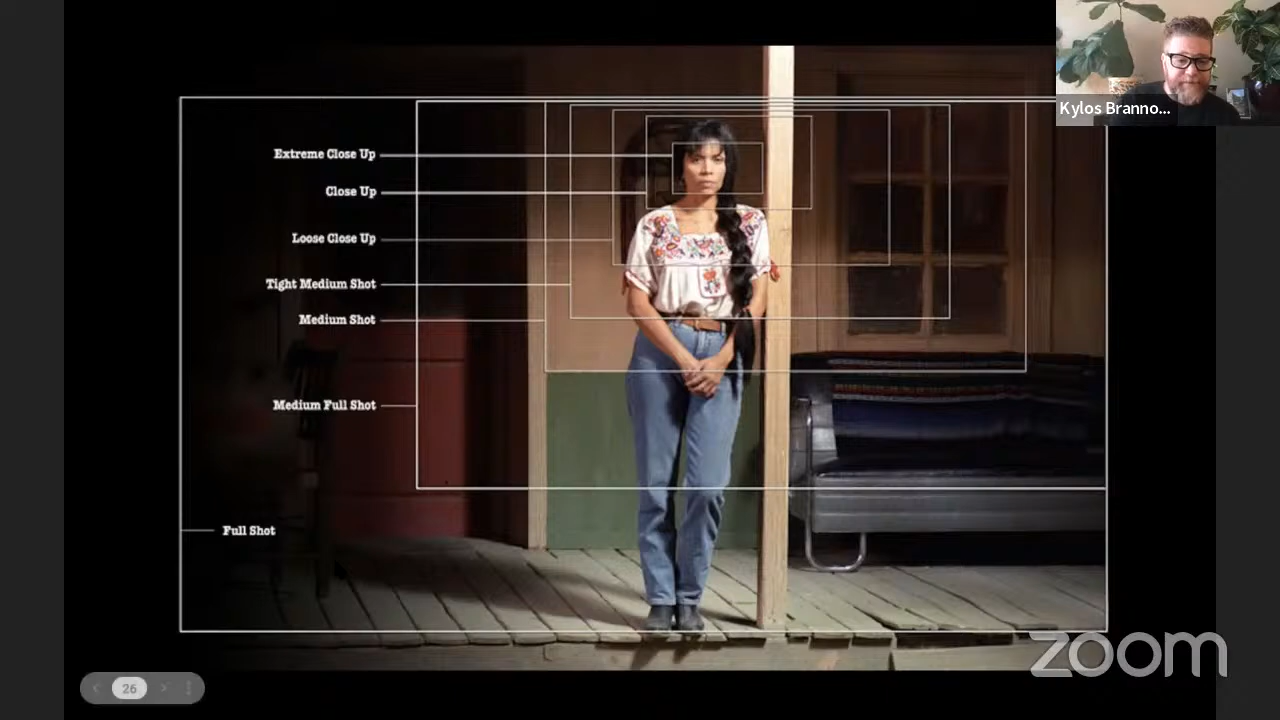 Kylos Branno...
Extreme Close Up
Close Up
Loose Close Up
Tight Medium Shot
Medium Shot
Medium Full Shot
Full Shot
zoom
26